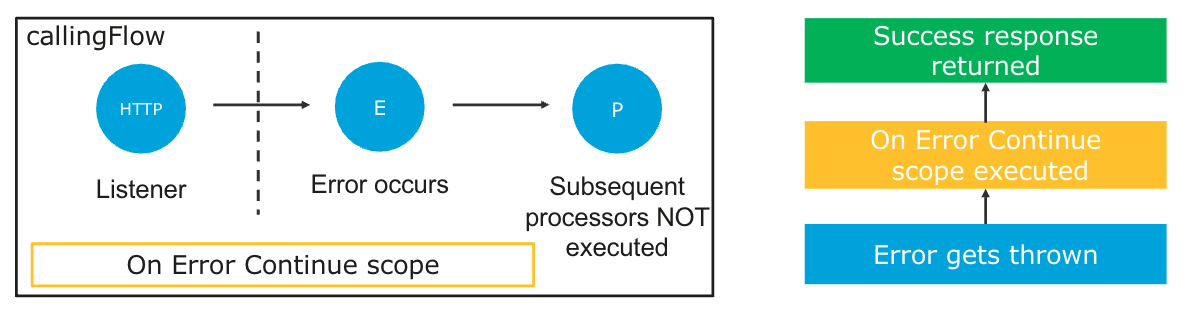 callingFlow
HTTP
E
P
Listener
Error occurs
Subsequent
processors NOT
executed
On Error Continue scope
Success response
returned
On Error Continue
scope executed
Error gets thrown